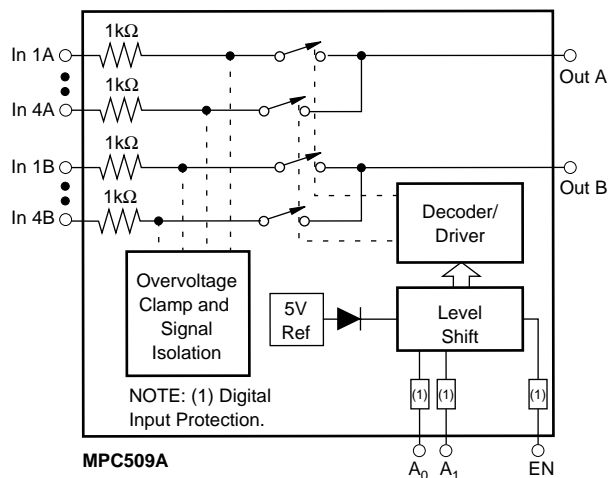 1kΩ
In 1A
Out A
1kΩ
In 4A
1kΩ
In 1B
Out B
1kΩ
In 4B
Decoder/
Driver
Overvoltage
Clamp and
Signal
Isolation
5V
Ref
Level
Shift
NOTE: (1) Digital
Input Protection.
(1)
(1)
(1)
MPC509A
A0
A1
EN